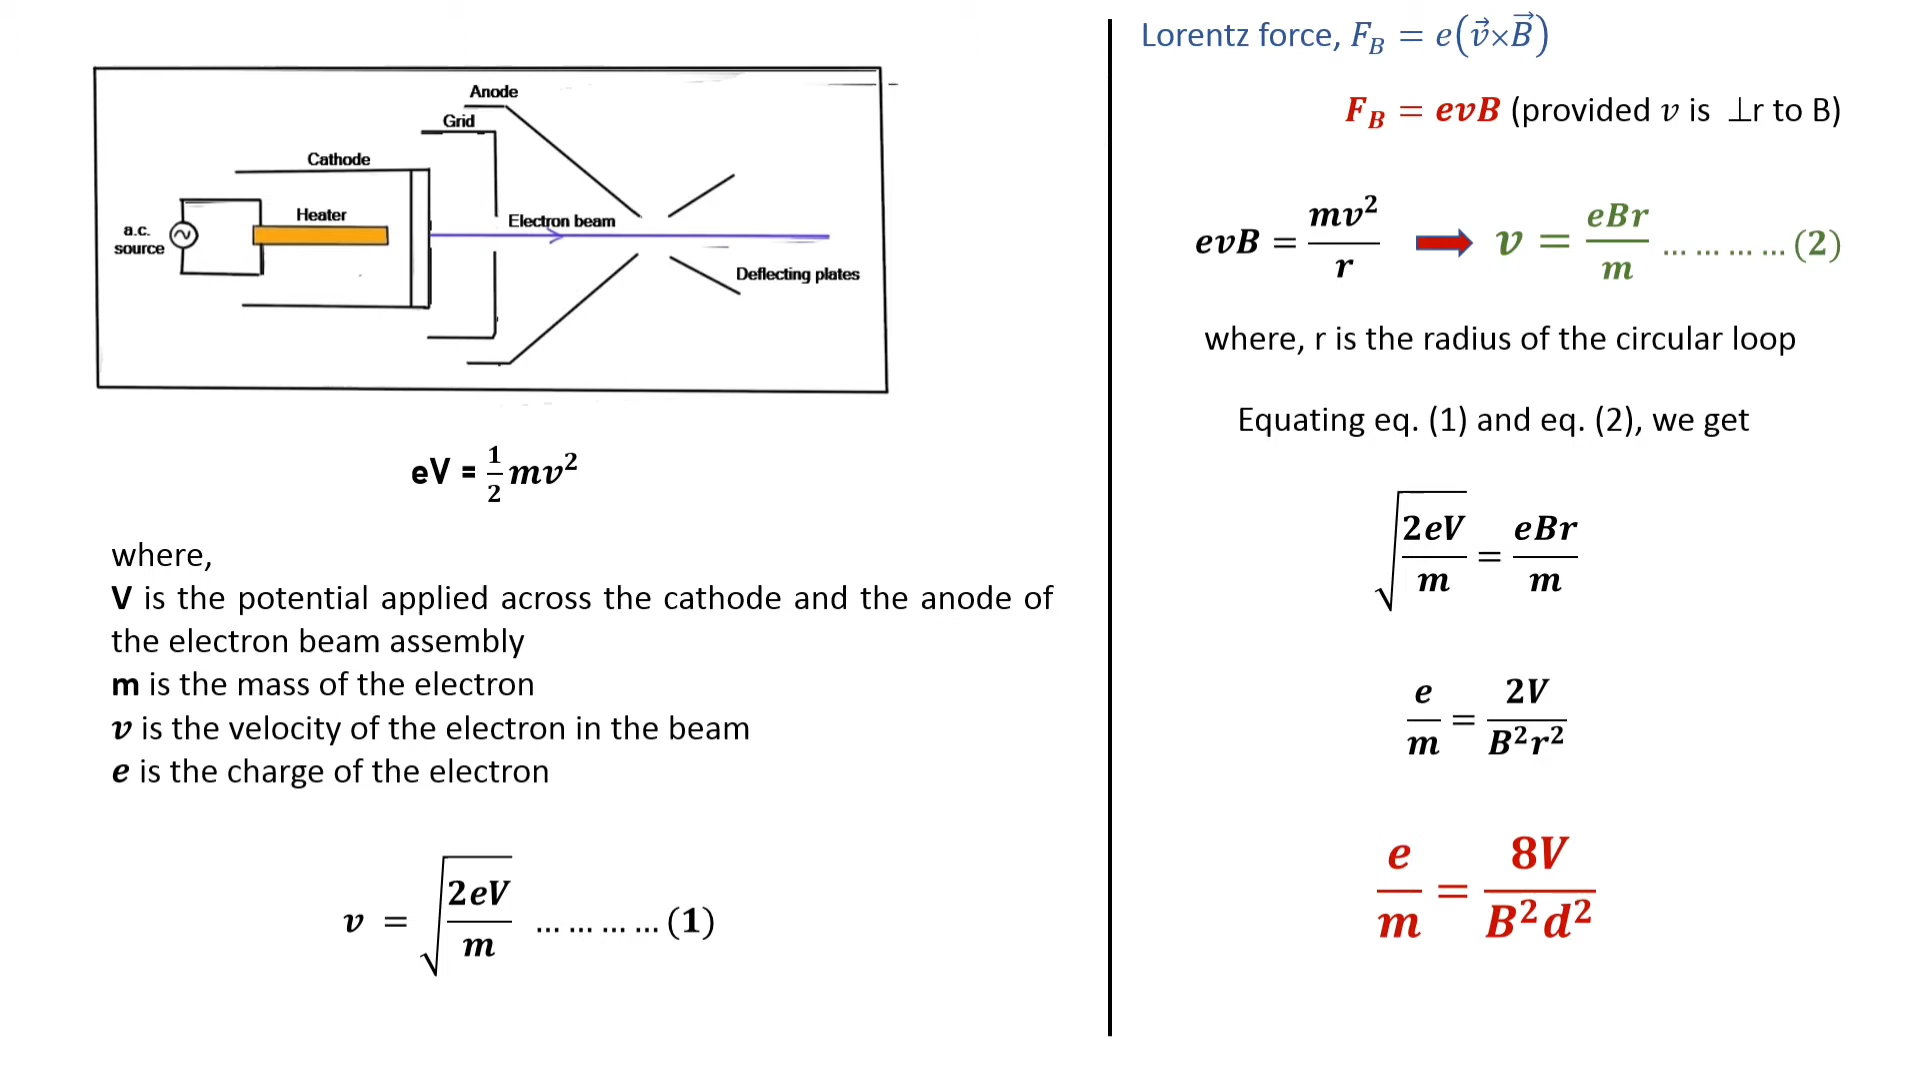 Anode
Grid
Cathode
Heater
Electron beam
a.c.
source
Deflecting plates
eV = 1/2 mv²
where,
V is the potential applied across the cathode and the anode of
the electron beam assembly
m is the mass of the electron
v is the velocity of the electron in the beam
e is the charge of the electron
v = √(2eV/m) … … … …(1)
Lorentz force, F_B = e(v⃗×B⃗)
F_B = evB (provided v is ⊥r to B)
evB = mv²/r v = eBr/m … … … …(2)
where, r is the radius of the circular loop
Equating eq. (1) and eq. (2), we get
√(2eV/m) = eBr/m
e/m = 2V/B²r²
e/m = 8V/B²d²